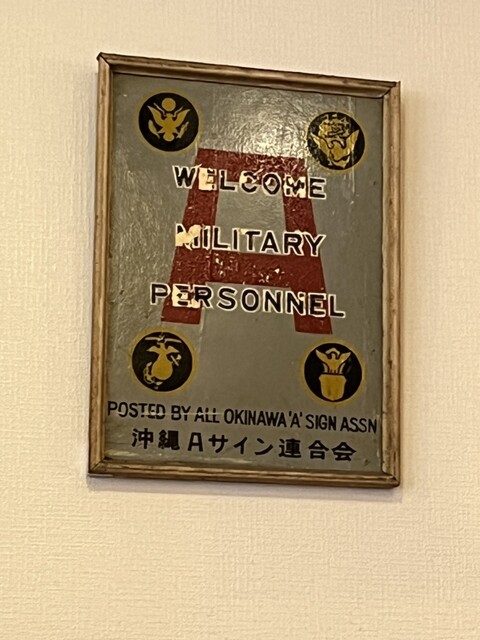 A
WELCOME
MILITARY
PERSONNEL
POSTED BY ALL OKINAWA 'A' SIGN ASSN
沖縄Aサイン連合会